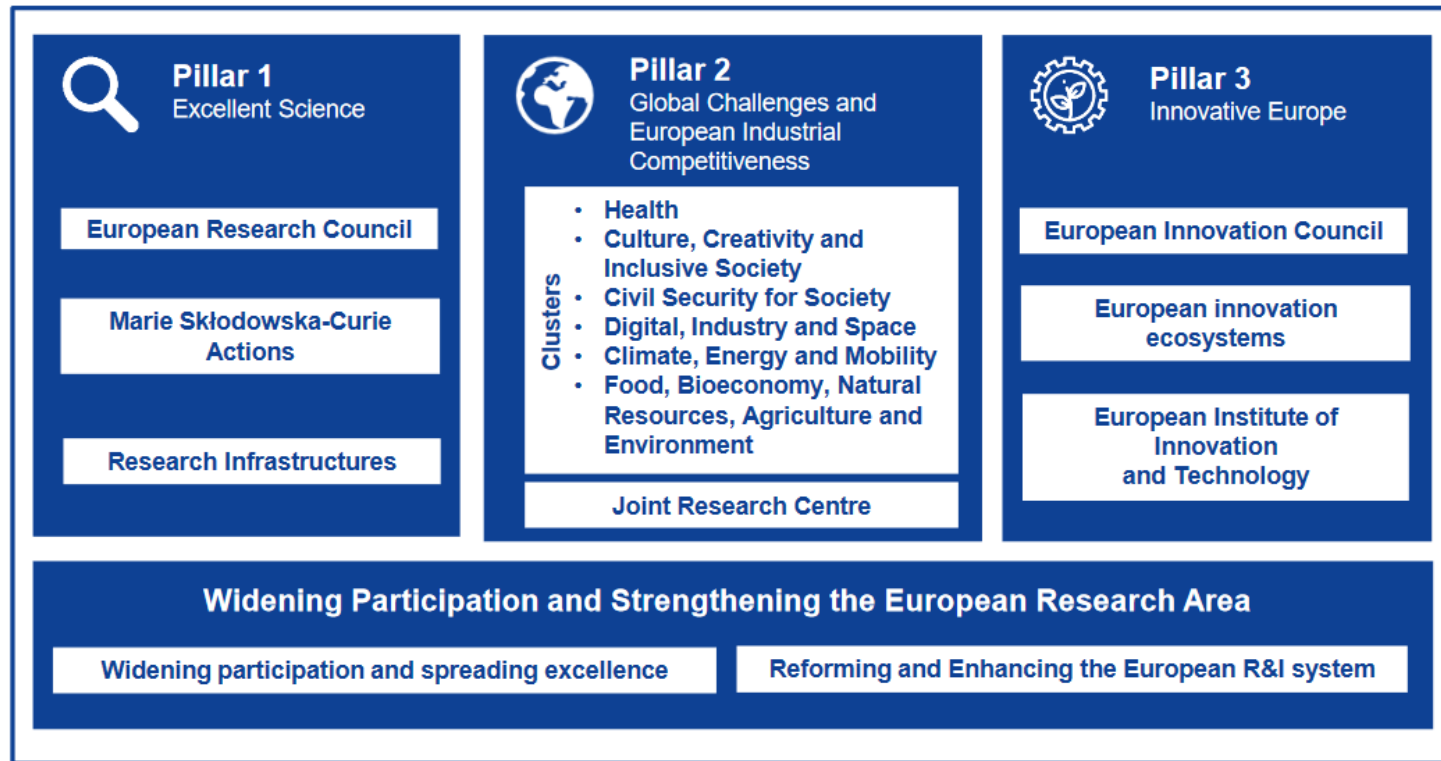 Pillar 1
Excellent Science
European Research Council
Marie Skłodowska-Curie
Actions
Research Infrastructures
Pillar 2
Global Challenges and
European Industrial
Competitiveness
Clusters
• Health
• Culture, Creativity and
Inclusive Society
• Civil Security for Society
• Digital, Industry and Space
• Climate, Energy and Mobility
• Food, Bioeconomy, Natural
Resources, Agriculture and
Environment
Joint Research Centre
Pillar 3
Innovative Europe
European Innovation Council
European innovation
ecosystems
European Institute of
Innovation
and Technology
Widening Participation and Strengthening the European Research Area
Widening participation and spreading excellence
Reforming and Enhancing the European R&I system